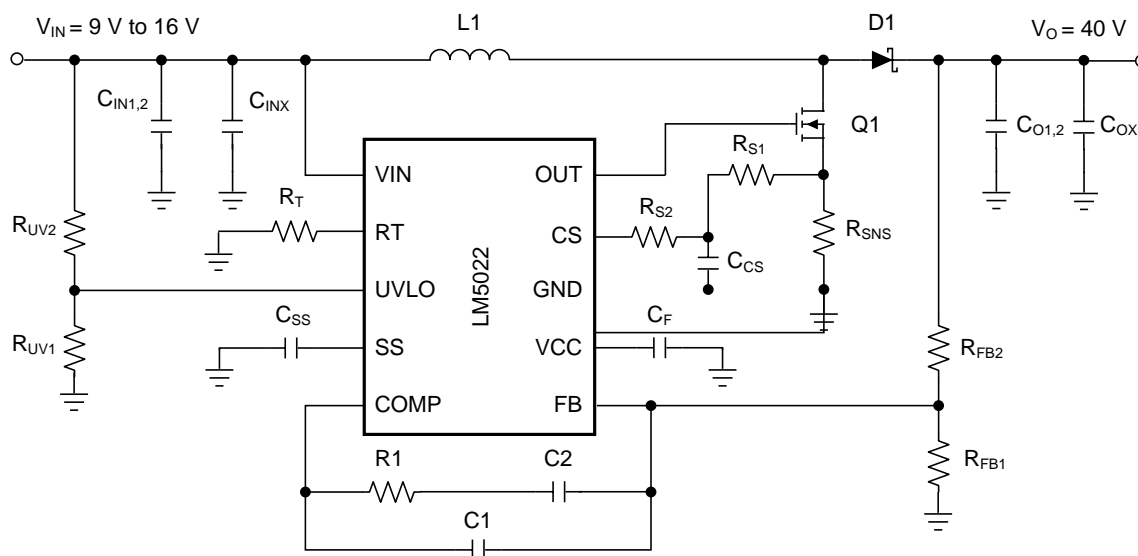 V_IN = 9 V to 16 V
L1
D1
V_O = 40 V
C_IN1,2
C_INX
Q1
C_O1,2
C_OX
VIN
OUT
R_S1
R_T
R_S2
R_UV2
RT
CS
R_SNS
C_CS
UVLO
LM5022
GND
C_SS
C_F
R_UV1
SS
VCC
R_FB2
COMP
FB
R1
C2
R_FB1
C1